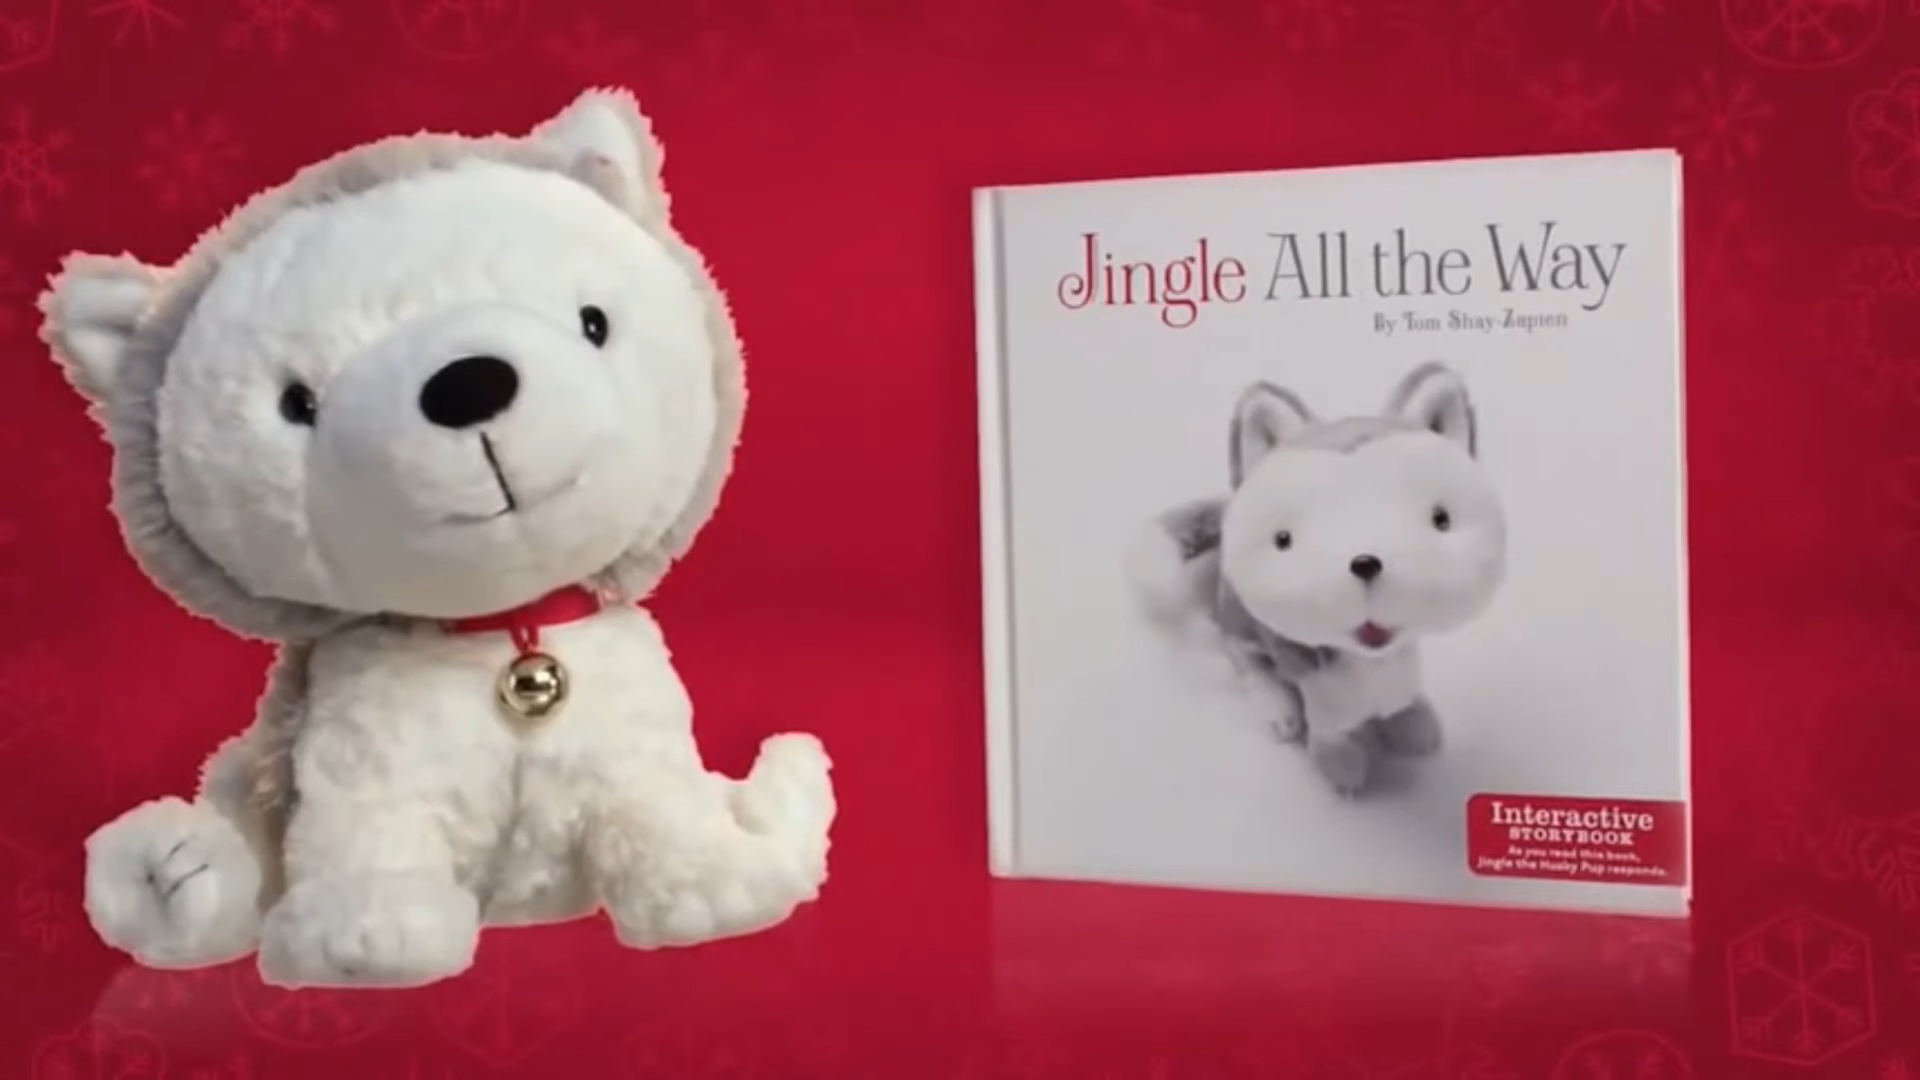 Jingle All the Way
By Tom Shay-Zapien
Interactive
STORYBOOK
As you read this book,
Jingle the Husky Pup responds.